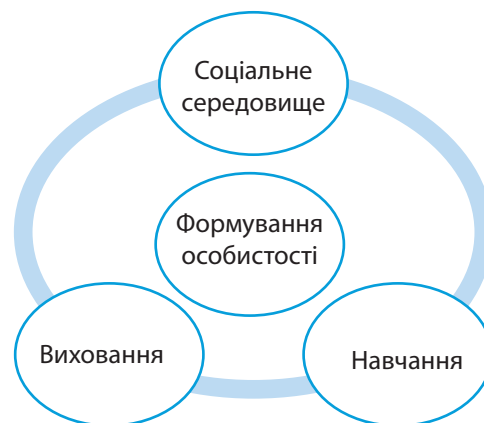 Соціальне
середовище
Формування
особистості
Виховання
Навчання